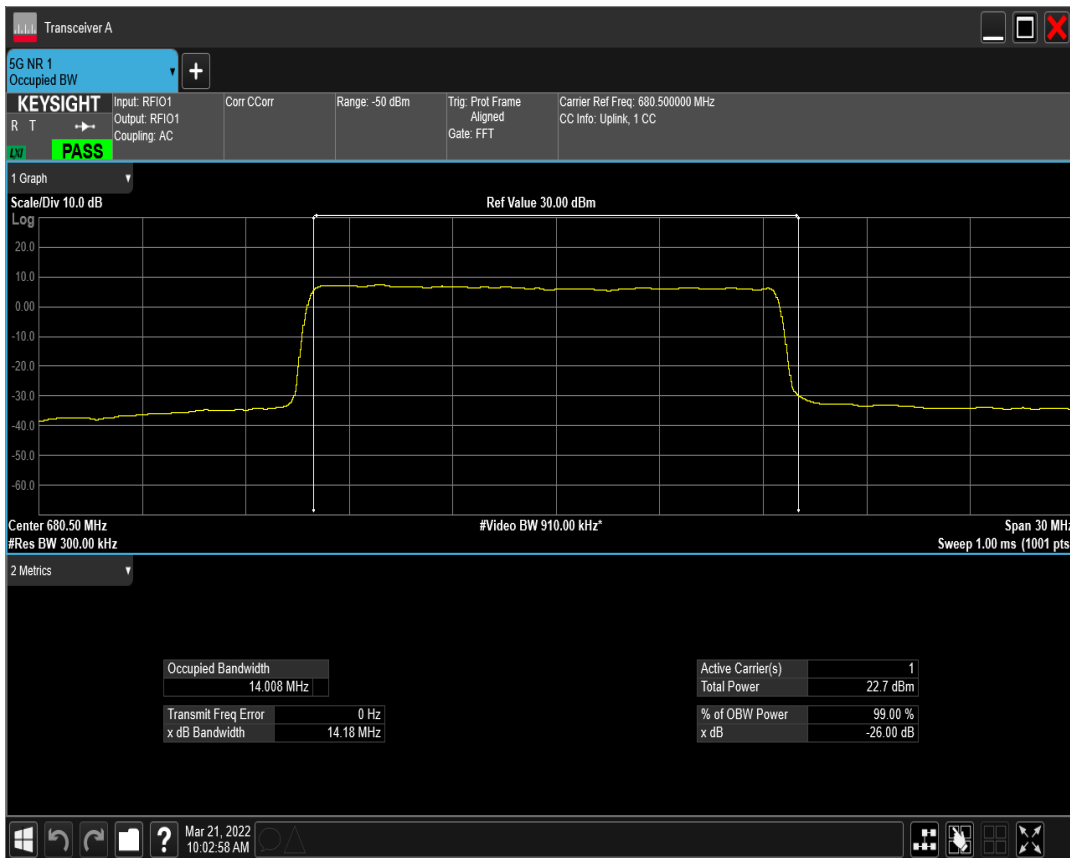 Transceiver A
5G NR 1
Occupied BW
+
KEYSIGHT
R T
LXI
PASS
Input: RFIO1
Output: RFIO1
Coupling: AC
Corr CCorr
Range: -50 dBm
Trig: Prot Frame
Aligned
Gate: FFT
Carrier Ref Freq: 680.500000 MHz
CC Info: Uplink, 1 CC
1 Graph
Scale/Div 10.0 dB
Ref Value 30.00 dBm
Log
20.0
10.0
0.00
-10.0
-20.0
-30.0
-40.0
-50.0
-60.0
Center 680.50 MHz
#Video BW 910.00 kHz*
Span 30 MHz
#Res BW 300.00 kHz
Sweep 1.00 ms (1001 pts
2 Metrics
Occupied Bandwidth
14.008 MHz
Transmit Freq Error 0 Hz
x dB Bandwidth 14.18 MHz
Active Carrier(s) 1
Total Power 22.7 dBm
% of OBW Power 99.00 %
x dB -26.00 dB
?
Mar 21, 2022
10:02:58 AM